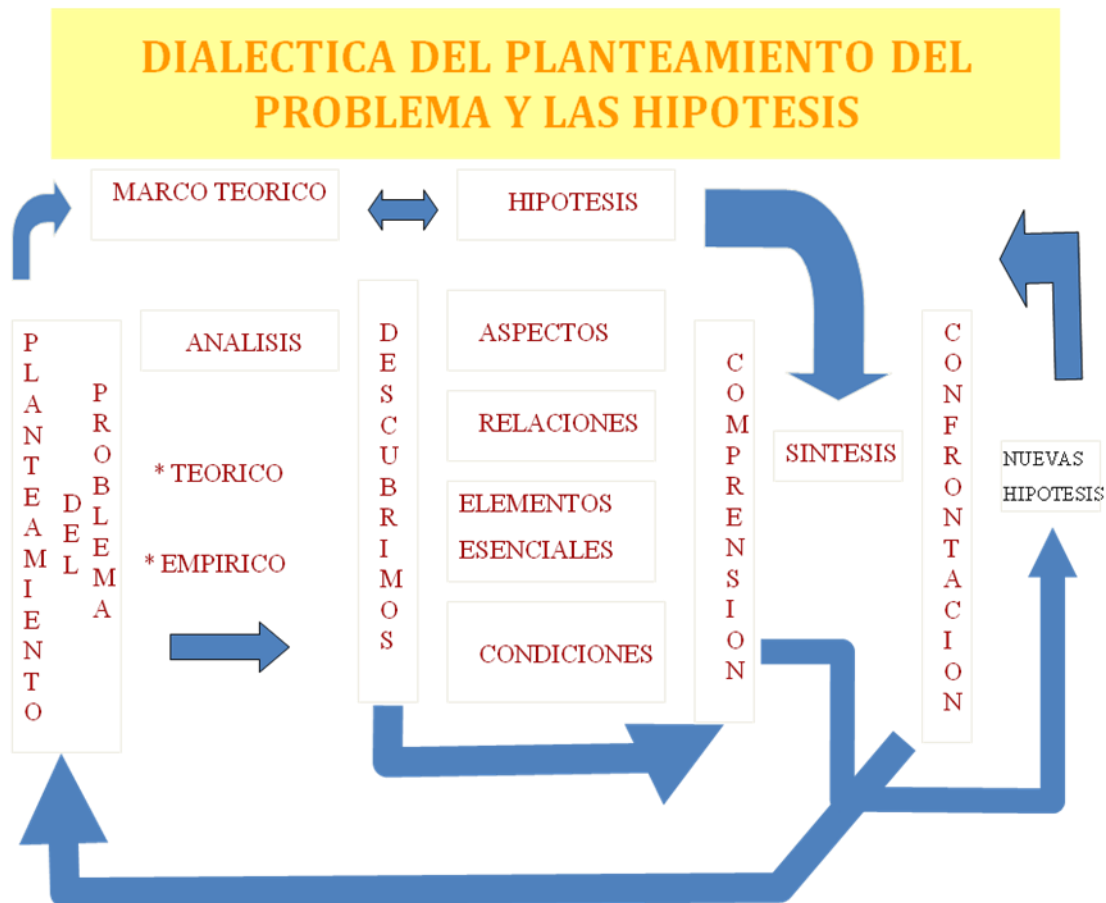 DIALECTICA DEL PLANTEAMIENTO DEL
PROBLEMA Y LAS HIPOTESIS
MARCO TEORICO
HIPOTESIS
PLANTEAMIENTO
DEL
PROBLEMA
ANALISIS
* TEORICO
* EMPIRICO
DESCUBRIMOS
ASPECTOS
RELACIONES
ELEMENTOS
ESENCIALES
CONDICIONES
COMPRENSION
SINTESIS
CONFRONTACION
NUEVAS
HIPOTESIS